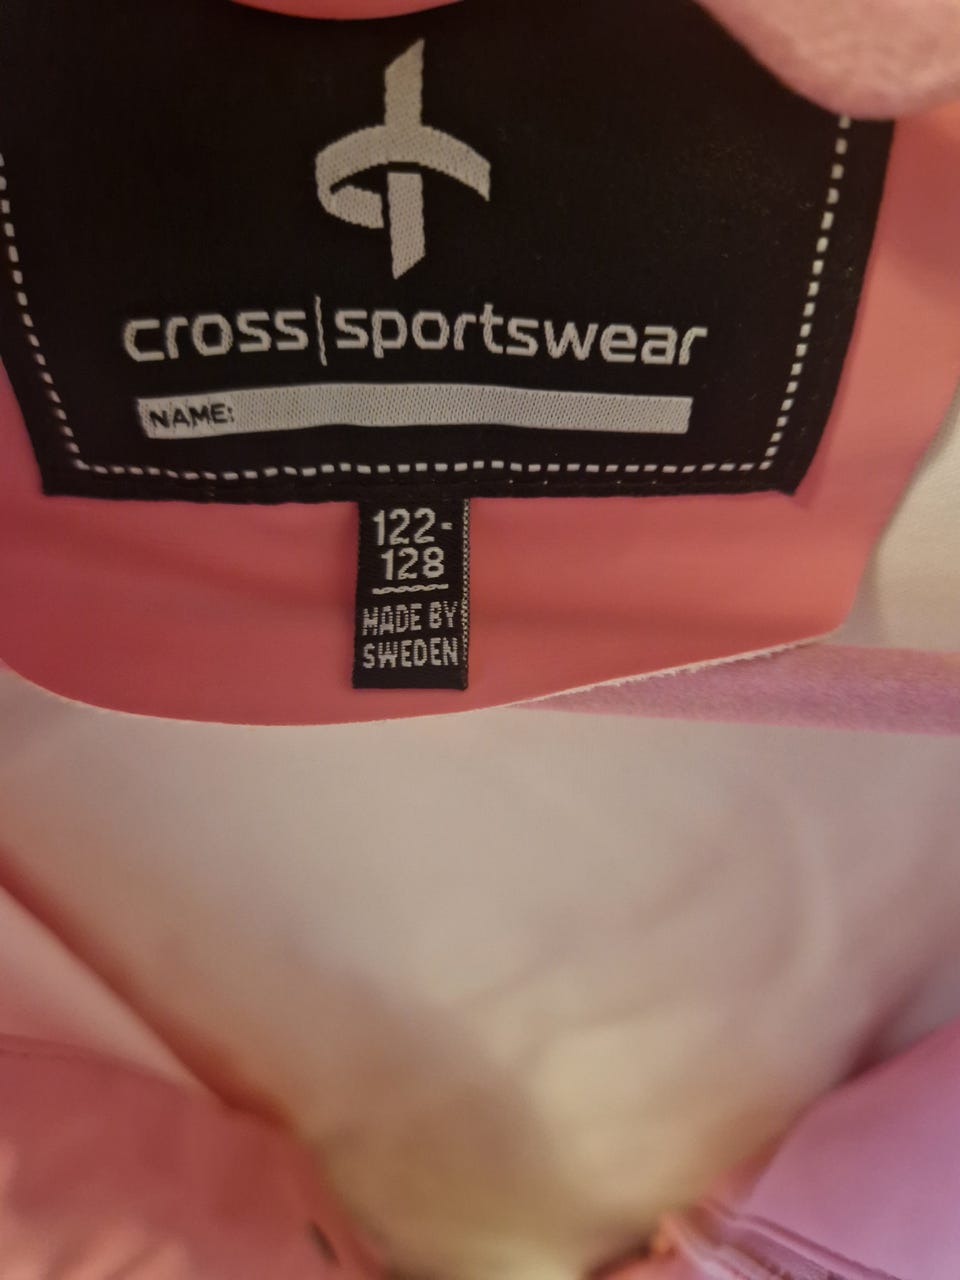 cross|sportswear
NAME:
122-
128
MADE BY
SWEDEN